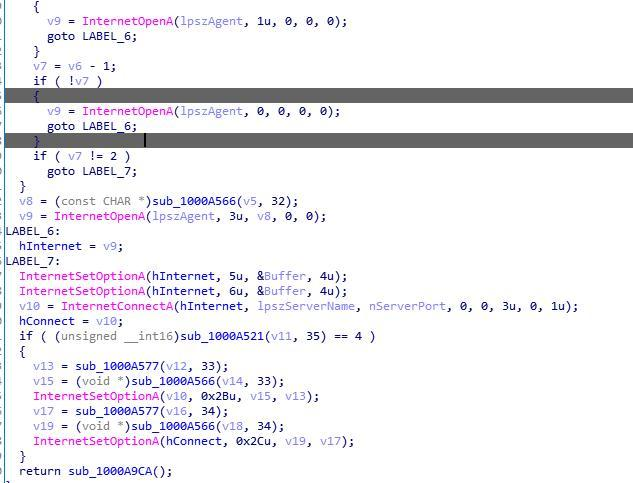 {
v9 = InternetOpenA(lpszAgent, 1u, 0, 0, 0);
goto LABEL_6;
}
v7 = v6 - 1;
if ( !v7 )
{
v9 = InternetOpenA(lpszAgent, 0, 0, 0, 0);
goto LABEL_6;
}
if ( v7 != 2 )
goto LABEL_7;
}
v8 = (const CHAR *)sub_1000A566(v5, 32);
v9 = InternetOpenA(lpszAgent, 3u, v8, 0, 0);
LABEL_6:
hInternet = v9;
LABEL_7:
InternetSetOptionA(hInternet, 5u, &Buffer, 4u);
InternetSetOptionA(hInternet, 6u, &Buffer, 4u);
v10 = InternetConnectA(hInternet, lpszServerName, nServerPort, 0, 0, 3u, 0, 1u);
hConnect = v10;
if ( (unsigned __int16)sub_1000A521(v11, 35) == 4 )
{
v13 = sub_1000A577(v12, 33);
v15 = (void *)sub_1000A566(v14, 33);
InternetSetOptionA(v10, 0x2Bu, v15, v13);
v17 = sub_1000A577(v16, 34);
v19 = (void *)sub_1000A566(v18, 34);
InternetSetOptionA(hConnect, 0x2Cu, v19, v17);
}
return sub_1000A9CA();